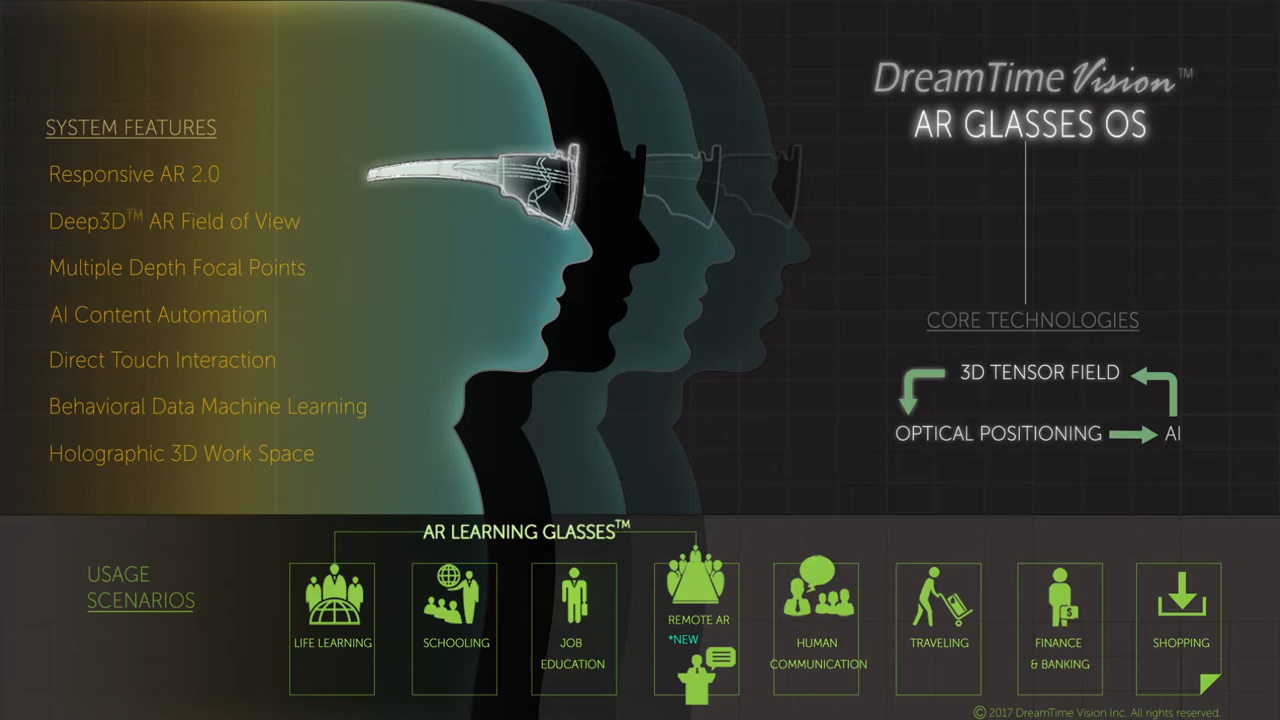 DreamTime Vision™
AR GLASSES OS
SYSTEM FEATURES
Responsive AR 2.0
Deep3D™ AR Field of View
Multiple Depth Focal Points
AI Content Automation
Direct Touch Interaction
Behavioral Data Machine Learning
Holographic 3D Work Space
CORE TECHNOLOGIES
3D TENSOR FIELD
OPTICAL POSITIONING
AI
AR LEARNING GLASSES™
USAGE
SCENARIOS
LIFE LEARNING
SCHOOLING
JOB
EDUCATION
REMOTE AR
*NEW
HUMAN
COMMUNICATION
TRAVELING
FINANCE
& BANKING
$
SHOPPING
© 2017 DreamTime Vision Inc. All rights reserved.